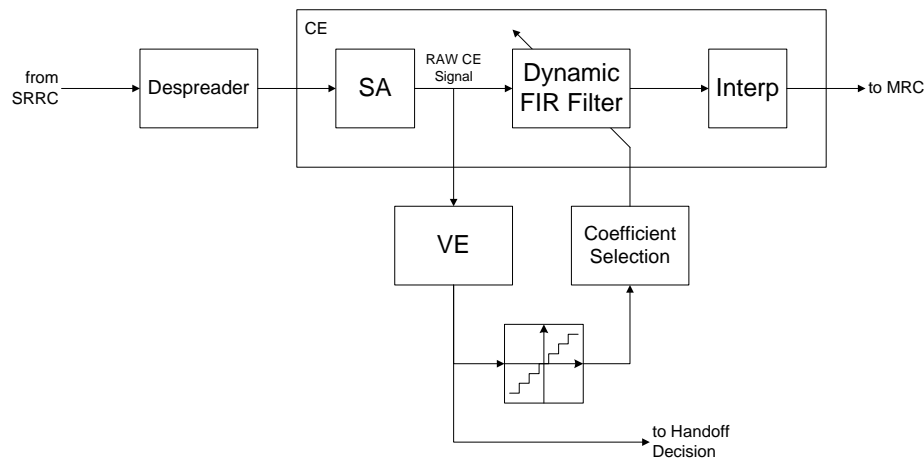 CE
from
SRRC
Despreader
SA
RAW CE
Signal
Dynamic
FIR Filter
Interp
to MRC
VE
Coefficient
Selection
to Handoff
Decision